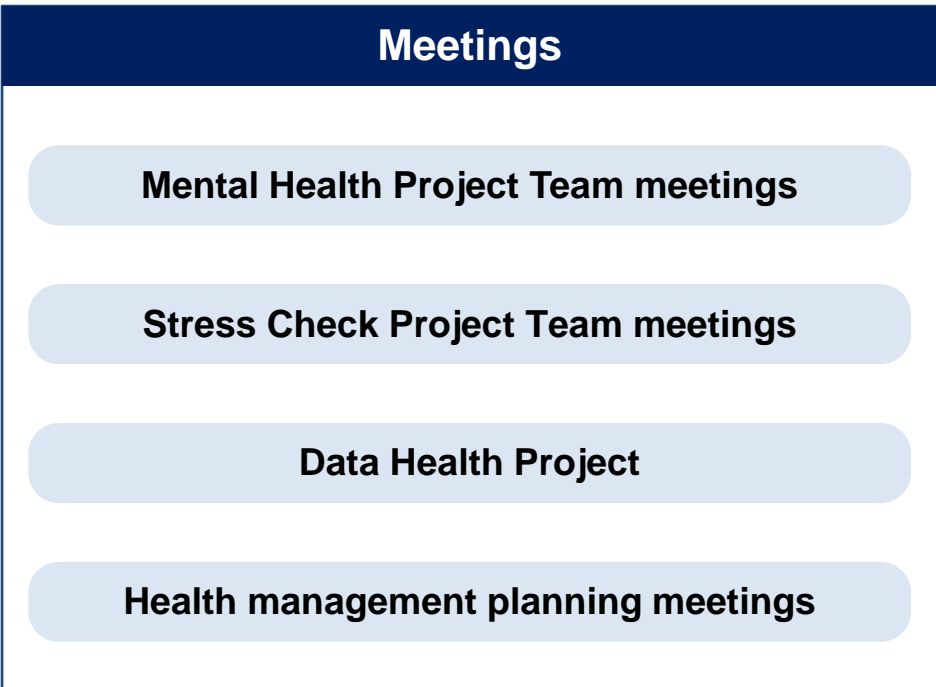 Meetings
Mental Health Project Team meetings
Stress Check Project Team meetings
Data Health Project
Health management planning meetings